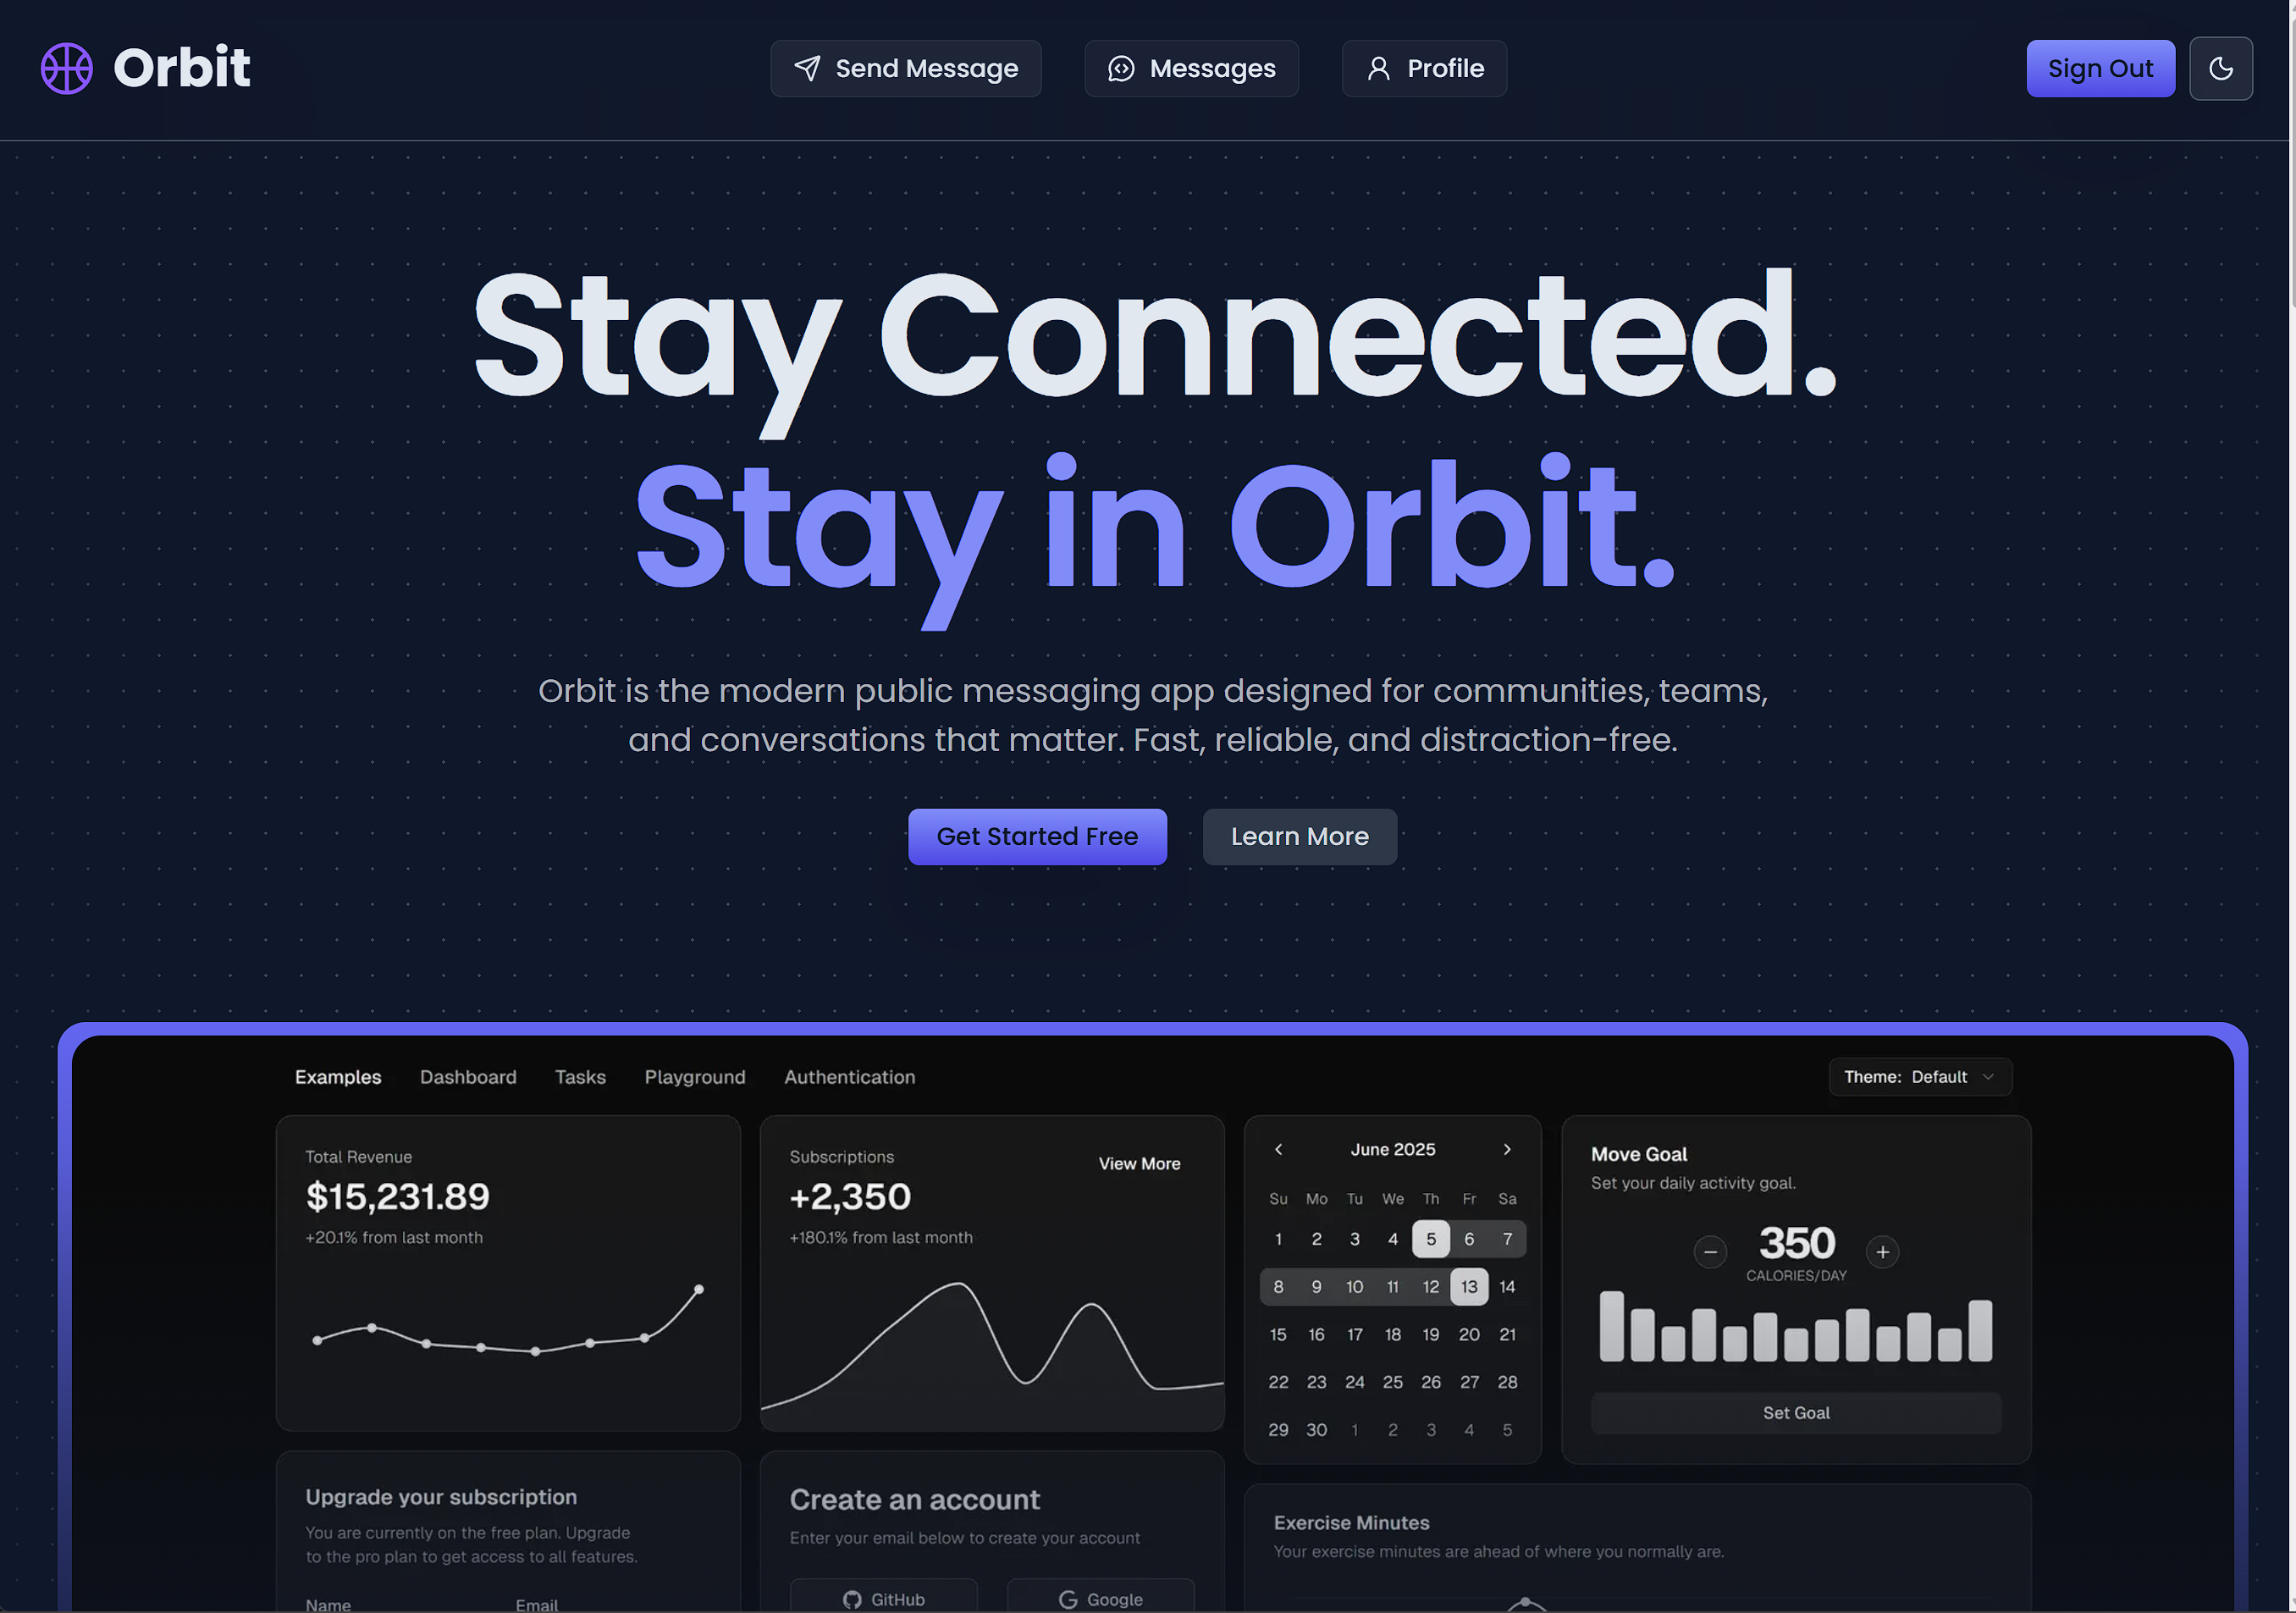 Orbit
Send Message
Messages
Profile
Sign Out
Stay Connected.
Stay in Orbit.
Orbit is the modern public messaging app designed for communities, teams,
and conversations that matter. Fast, reliable, and distraction-free.
Get Started Free
Learn More
Examples
Dashboard
Tasks
Playground
Authentication
Theme: Default
Total Revenue
$15,231.89
+20.1% from last month
Subscriptions
+2,350
+180.1% from last month
View More
June 2025
Su Mo Tu We Th Fr Sa
1 2 3 4 5 6 7
8 9 10 11 12 13 14
15 16 17 18 19 20 21
22 23 24 25 26 27 28
29 30 1 2 3 4 5
Move Goal
Set your daily activity goal.
350
CALORIES/DAY
Set Goal
Upgrade your subscription
You are currently on the free plan. Upgrade
to the pro plan to get access to all features.
Name
Email
Create an account
Enter your email below to create your account
GitHub
Google
Exercise Minutes
Your exercise minutes are ahead of where you normally are.